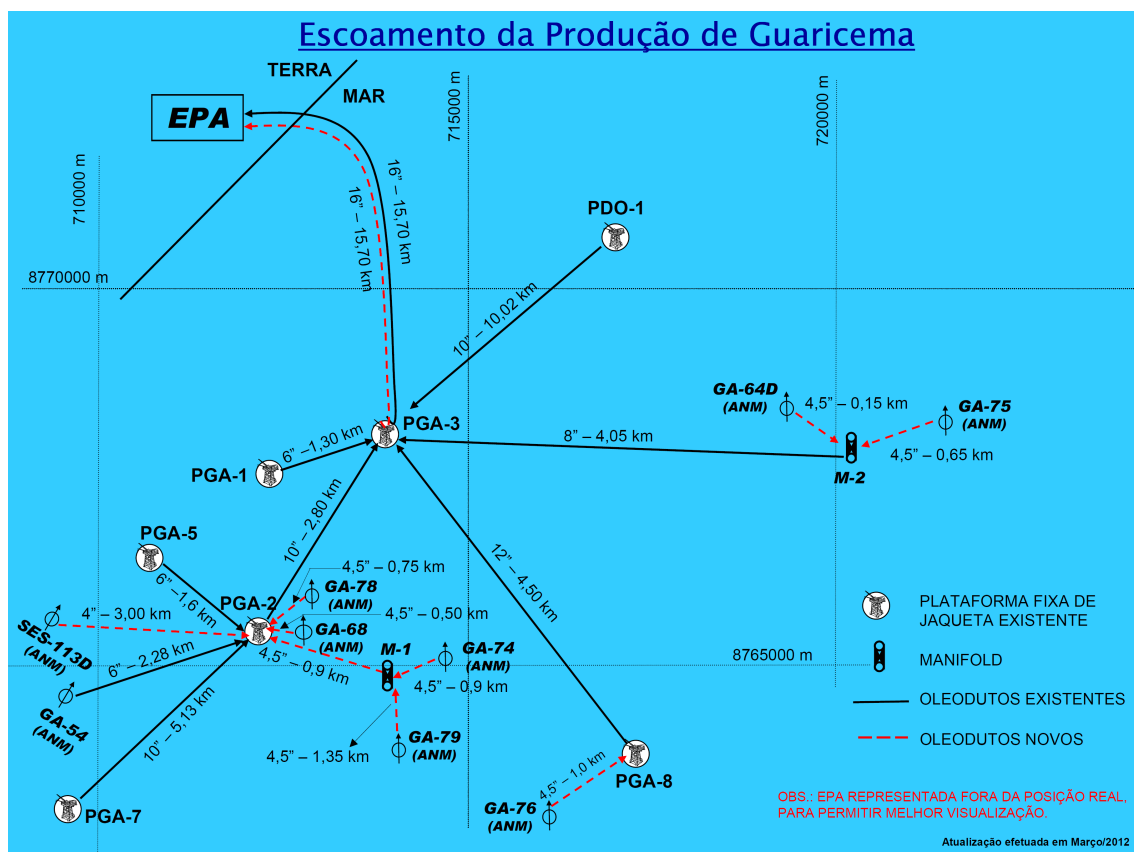 Escoamento da Produção de Guaricema
TERRA
MAR
EPA
710000 m
715000 m
720000 m
16” – 15,70 km
16” – 15,70 km
PDO-1
8770000 m
10” – 10,02 km
GA-64D
(ANM)
4,5” – 0,15 km
GA-75
(ANM)
PGA-3
6” –1,30 km
8” – 4,05 km
4,5” – 0,65 km
PGA-1
M-2
10” – 2,80 km
PGA-5
12” – 4,50km
6” –1,6 km
4,5” – 0,75 km
GA-78
(ANM)
PGA-2
4” – 3,00 km
4,5” – 0,50 km
SES-113D
(ANM)
GA-68
(ANM)
M-1
GA-74
(ANM)
6” – 2,28 km
4,5” – 0,9 km
4,5” – 0,9 km
8765000 m
GA-54
(ANM)
10” – 5,13 km
GA-79
(ANM)
4,5” – 1,35 km
4,5” – 1,0 km
PGA-8
GA-76
(ANM)
PGA-7
PLATAFORMA FIXA DE
JAQUETA EXISTENTE
MANIFOLD
OLEODUTOS EXISTENTES
OLEODUTOS NOVOS
OBS.: EPA REPRESENTADA FORA DA POSIÇÃO REAL,
PARA PERMITIR MELHOR VISUALIZAÇÃO.
Atualização efetuada em Março/2012